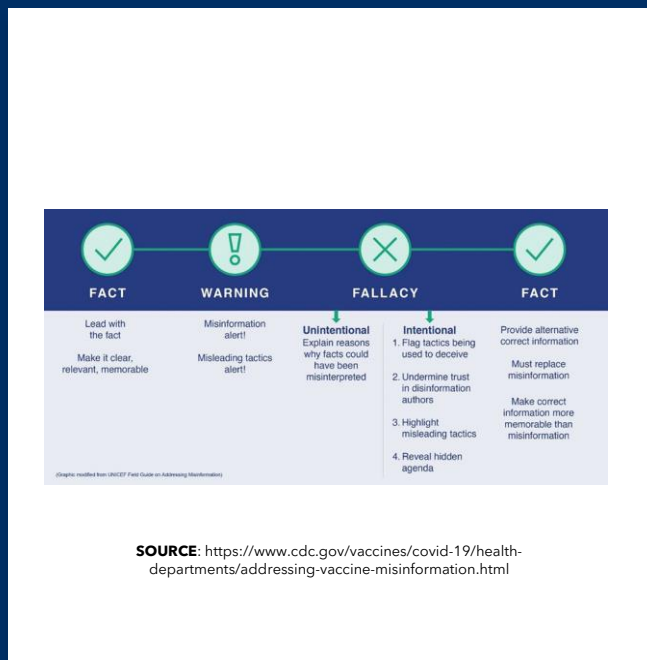 FACT
WARNING
FALLACY
FACT
Lead with
the fact
Make it clear,
relevant, memorable
Misinformation
alert!
Misleading tactics
alert!
Unintentional
Explain reasons
why facts could
have been
misinterpreted
Intentional
1. Flag tactics being
used to deceive
2. Undermine trust
in disinformation
authors
3. Highlight
misleading tactics
4. Reveal hidden
agenda
Provide alternative
correct information
Must replace
misinformation
Make correct
information more
memorable than
misinformation
(Graphic modified from UNICEF Field Guide on Addressing Misinformation)
SOURCE: https://www.cdc.gov/vaccines/covid-19/health-
departments/addressing-vaccine-misinformation.html